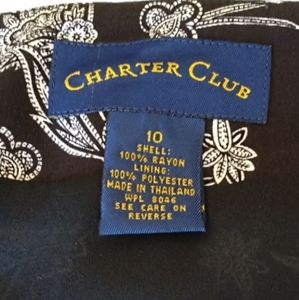 CHARTER CLUB
10
SHELL:
100% RAYON
LINING:
100% POLYESTER
MADE IN THAILAND
WPL 8046
SEE CARE ON
REVERSE